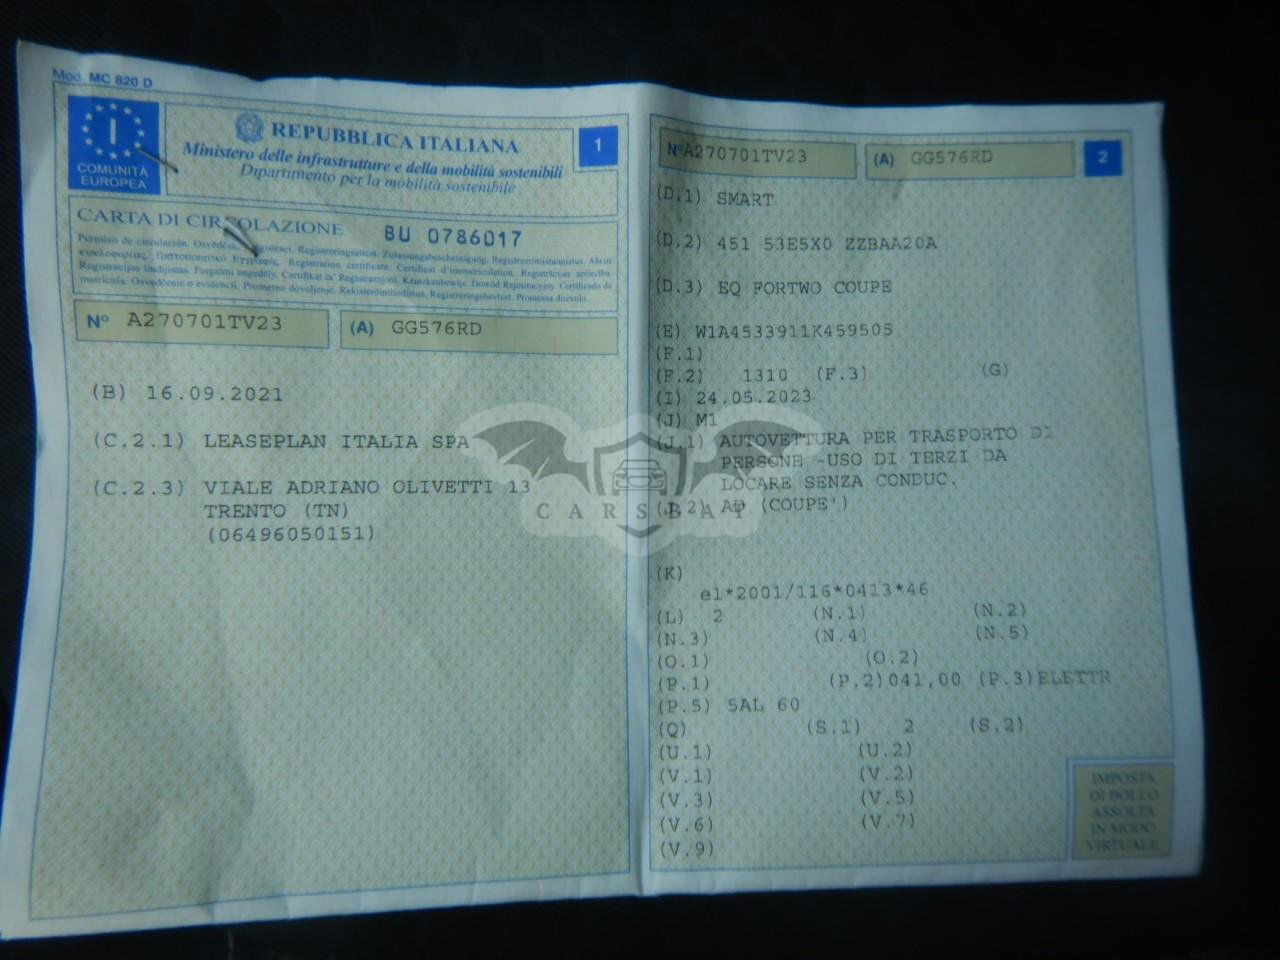 Mod. MC 820 D
I
COMUNITÀ
EUROPEA
REPUBBLICA ITALIANA
Ministero delle infrastrutture e della mobilità sostenibili
Dipartimento per la mobilità sostenibile
1
CARTA DI CIRCOLAZIONE BU 0786017
N° A270701TV23 (A) GG576RD
(B) 16.09.2021
(C.2.1) LEASEPLAN ITALIA SPA
(C.2.3) VIALE ADRIANO OLIVETTI 13
TRENTO (TN)
(06496050151)
N° A270701TV23 (A) GG576RD 2
(D.1) SMART
(D.2) 451 53E5X0 ZZBAA20A
(D.3) EQ FORTWO COUPE
(E) W1A4533911K459505
(F.1)
(F.2) 1310 (F.3) (G)
(I) 24.05.2023
(J) M1
(J.1) AUTOVETTURA PER TRASPORTO DI
PERSONE -USO DI TERZI DA
LOCARE SENZA CONDUC.
(J.2) AD (COUPE')
(K)
e1*2001/116*0413*46
(L) 2 (N.1) (N.2)
(N.3) (N.4) (N.5)
(O.1) (O.2)
(P.1) (P.2)041,00 (P.3)ELETTR
(P.5) 5AL 60
(Q) (S.1) 2 (S.2)
(U.1) (U.2)
(V.1) (V.2)
(V.3) (V.5)
(V.6) (V.7)
(V.9)
IMPOSTA
DI BOLLO
ASSOLTA
IN MODO
VIRTUALE
CARSBAT